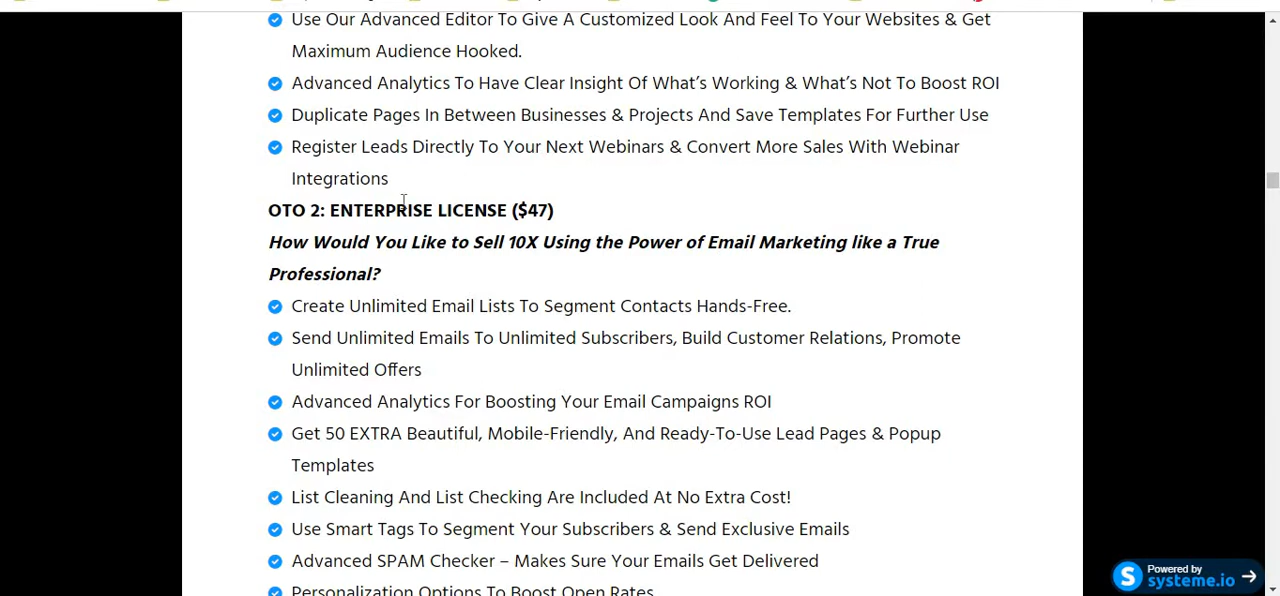 Use Our Advanced Editor To Give A Customized Look And Feel To Your Websites & Get
Maximum Audience Hooked.
Advanced Analytics To Have Clear Insight Of What’s Working & What’s Not To Boost ROI
Duplicate Pages In Between Businesses & Projects And Save Templates For Further Use
Register Leads Directly To Your Next Webinars & Convert More Sales With Webinar
Integrations
OTO 2: ENTERPRISE LICENSE ($47)
How Would You Like to Sell 10X Using the Power of Email Marketing like a True
Professional?
Create Unlimited Email Lists To Segment Contacts Hands-Free.
Send Unlimited Emails To Unlimited Subscribers, Build Customer Relations, Promote
Unlimited Offers
Advanced Analytics For Boosting Your Email Campaigns ROI
Get 50 EXTRA Beautiful, Mobile-Friendly, And Ready-To-Use Lead Pages & Popup
Templates
List Cleaning And List Checking Are Included At No Extra Cost!
Use Smart Tags To Segment Your Subscribers & Send Exclusive Emails
Advanced SPAM Checker – Makes Sure Your Emails Get Delivered
Personalization Options To Boost Open Rates
Powered by
systeme.io